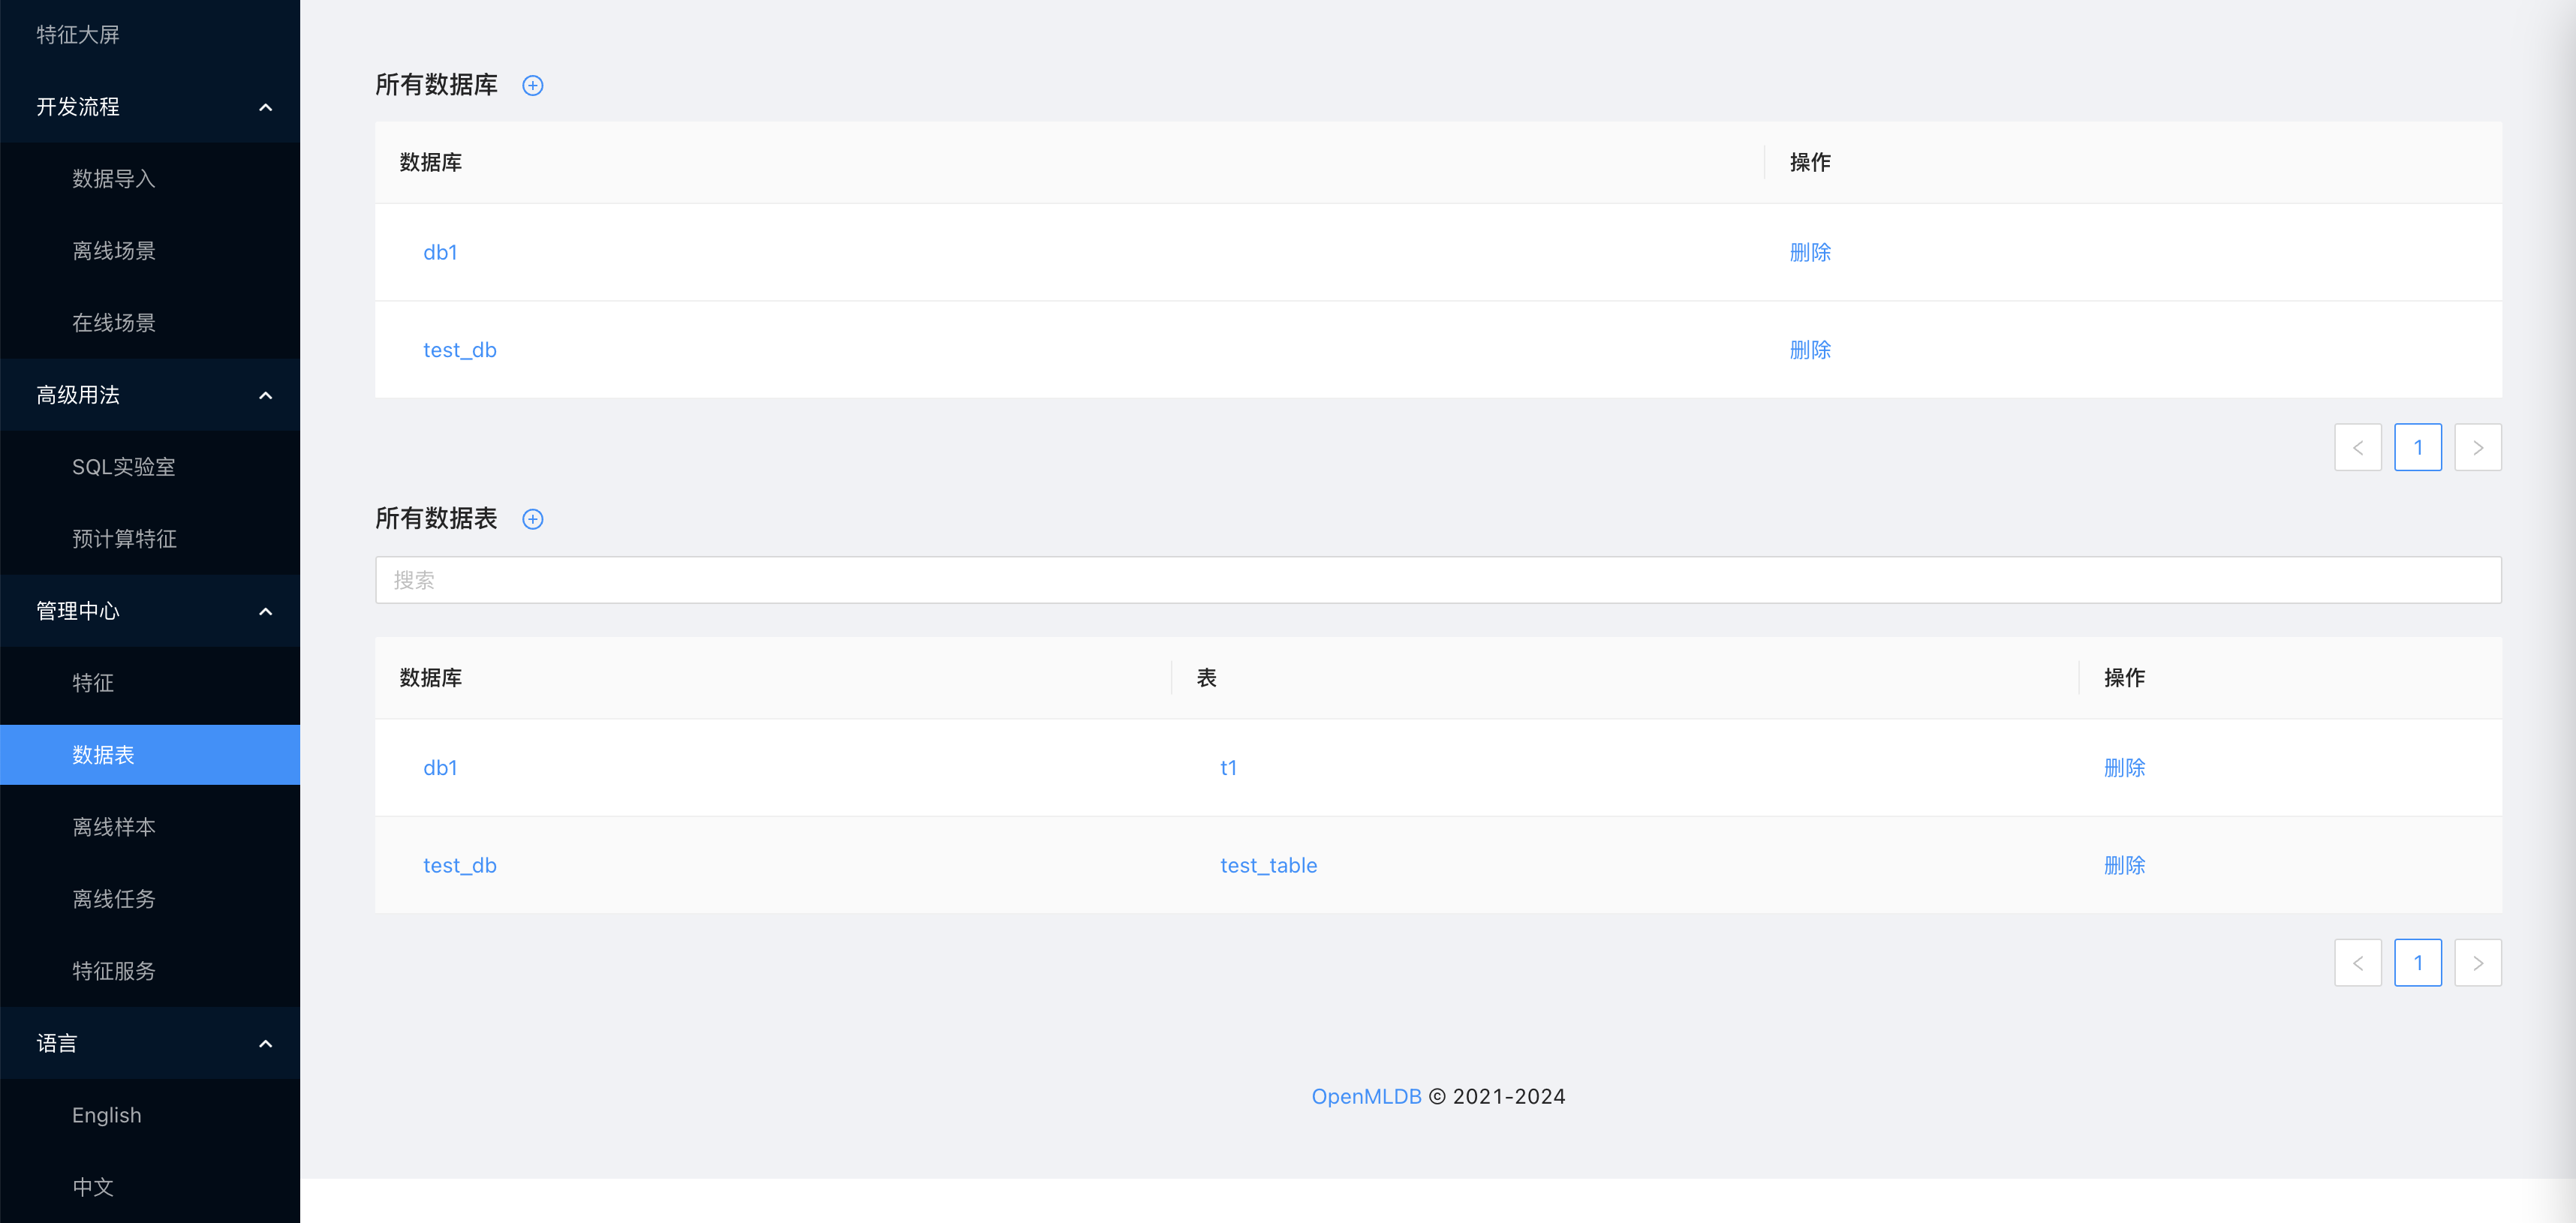 特征大屏
开发流程
数据导入
离线场景
在线场景
高级用法
SQL实验室
预计算特征
管理中心
特征
数据表
离线样本
离线任务
特征服务
语言
English
中文
所有数据库
数据库 操作
db1 删除
test_db 删除
1
所有数据表
搜索
数据库 表 操作
db1 t1 删除
test_db test_table 删除
1
OpenMLDB © 2021-2024